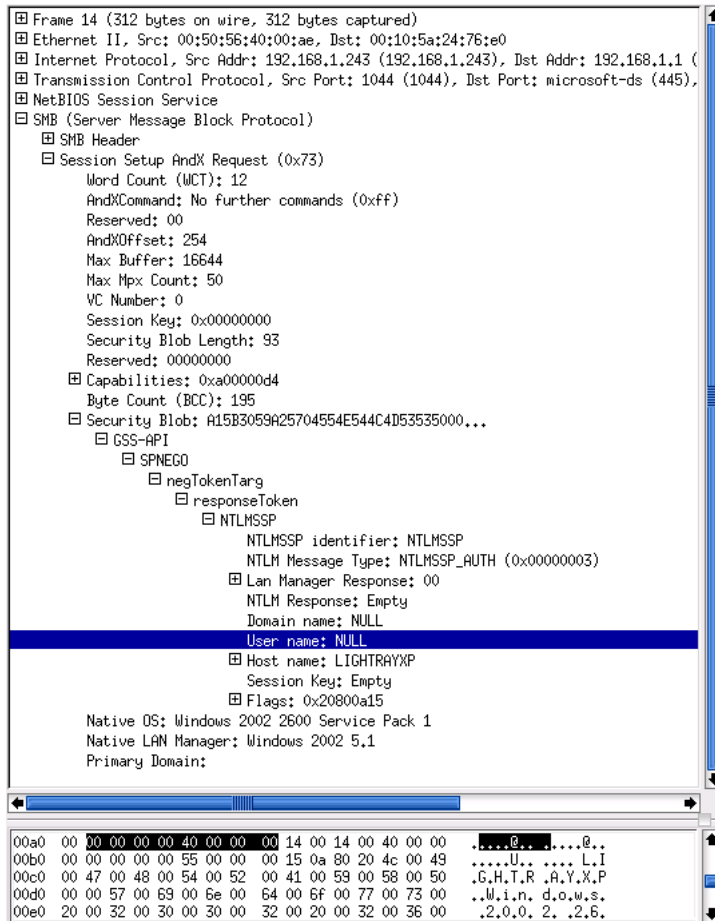 Frame 14 (312 bytes on wire, 312 bytes captured)
Ethernet II, Src: 00:50:56:40:00:ae, Dst: 00:10:5a:24:76:e0
Internet Protocol, Src Addr: 192.168.1.243 (192.168.1.243), Dst Addr: 192.168.1.1 (
Transmission Control Protocol, Src Port: 1044 (1044), Dst Port: microsoft-ds (445),
NetBIOS Session Service
SMB (Server Message Block Protocol)
SMB Header
Session Setup AndX Request (0x73)
Word Count (WCT): 12
AndXCommand: No further commands (0xff)
Reserved: 00
AndXOffset: 254
Max Buffer: 16644
Max Mpx Count: 50
VC Number: 0
Session Key: 0x00000000
Security Blob Length: 93
Reserved: 00000000
Capabilities: 0xa00000d4
Byte Count (BCC): 195
Security Blob: A15B3059A25704554E544C4D53535000...
GSS-API
SPNEGO
negTokenTarg
responseToken
NTLMSSP
NTLMSSP identifier: NTLMSSP
NTLM Message Type: NTLMSSP_AUTH (0x00000003)
Lan Manager Response: 00
NTLM Response: Empty
Domain name: NULL
User name: NULL
Host name: LIGHTRAYXP
Session Key: Empty
Flags: 0x20800a15
Native OS: Windows 2002 2600 Service Pack 1
Native LAN Manager: Windows 2002 5.1
Primary Domain:
00a0 00 00 00 00 00 40 00 00 00 14 00 14 00 40 00 00 .....@.. .....@..
00b0 00 00 00 00 00 55 00 00 00 15 0a 80 20 4c 00 49 .....U.. .... L.I
00c0 00 47 00 48 00 54 00 52 00 41 00 59 00 58 00 50 .G.H.T.R .A.Y.X.P
00d0 00 00 57 00 69 00 6e 00 64 00 6f 00 77 00 73 00 ..W.i.n. d.o.w.s.
00e0 20 00 32 00 30 00 30 00 32 00 20 00 32 00 36 00 .2.0.0. 2. .2.6.